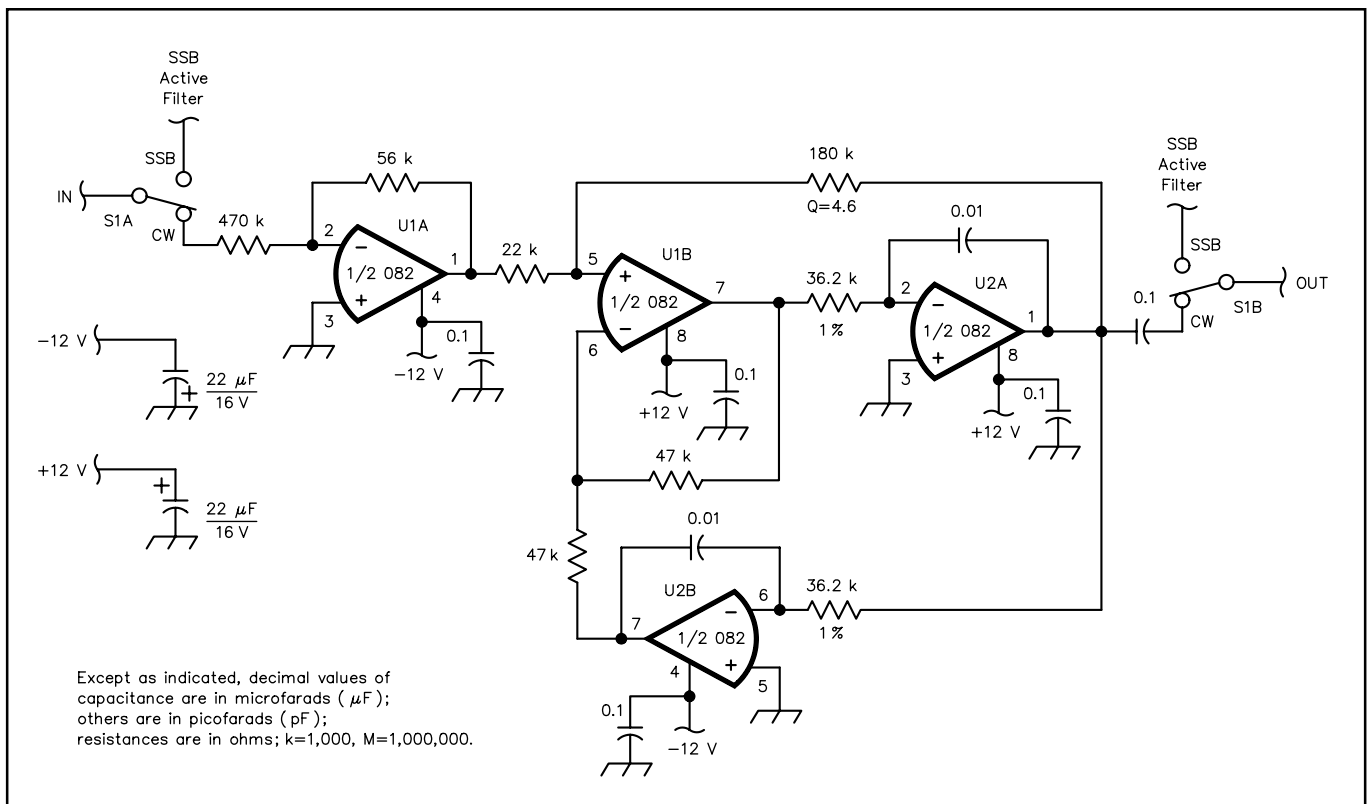 SSB
Active
Filter
SSB
IN
S1A
CW
470 k
56 k
2
U1A
1
1/2 082
4
3
0.1
-12 V
22 k
180 k
Q=4.6
5
U1B
7
1/2 082
8
6
0.1
+12 V
36.2 k
1%
0.01
2
U2A
1
1/2 082
8
3
0.1
+12 V
SSB
Active
Filter
SSB
0.1
S1B
OUT
CW
-12 V
22 μF
16 V
+12 V
22 μF
16 V
47 k
47 k
0.01
U2B
6
7
1/2 082
4
5
36.2 k
1%
0.1
-12 V
Except as indicated, decimal values of
capacitance are in microfarads ( μF);
others are in picofarads (pF);
resistances are in ohms; k=1,000, M=1,000,000.